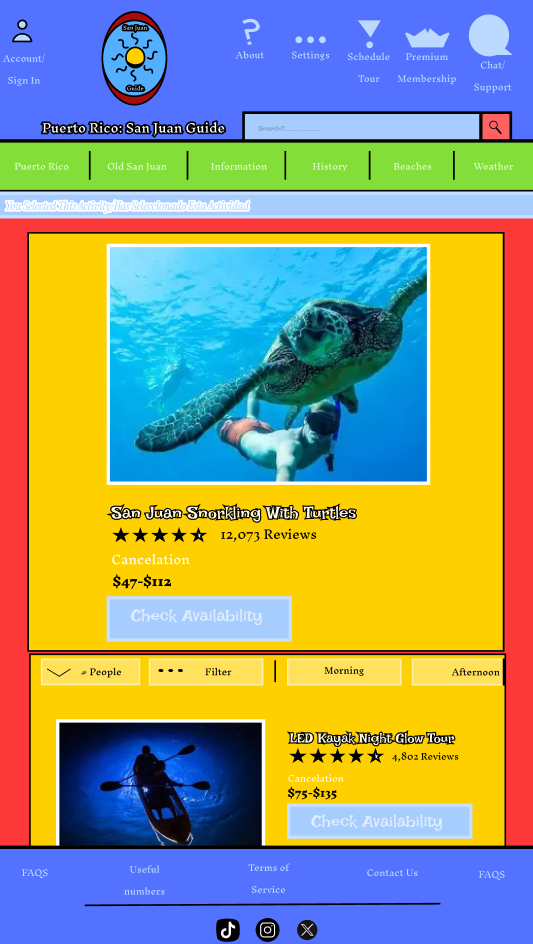 Account/
Sign In
San Juan
Guide
About
Settings
Schedule
Tour
Premium
Membership
Chat/
Support
Puerto Rico: San Juan Guide
Puerto Rico
Old San Juan
Information
History
Beaches
Weather
You Selected This Activity/Has Seleccionado Esta Actividad
San Juan Snorkling With Turtles
12,073 Reviews
Cancelation
$47-$112
Check Availability
# People
Filter
Morning
Afternoon
LED Kayak Night Glow Tour
4,802 Reviews
Cancelation
$75-$135
Check Availability
FAQS
Useful
numbers
Terms of
Service
Contact Us
FAQS